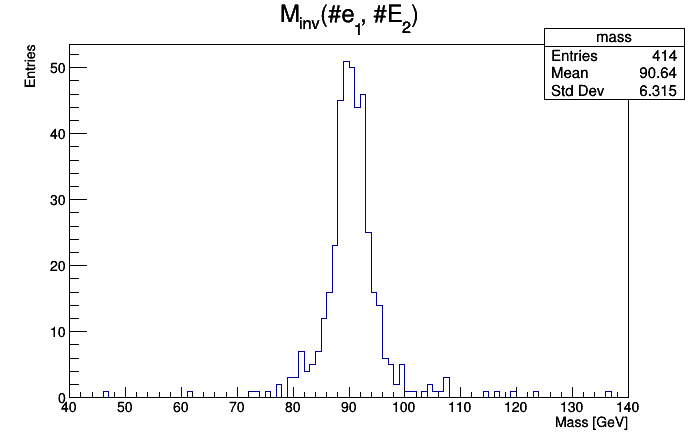 M_inv(#e_1, #E_2)
mass
Entries 414
Mean 90.64
Std Dev 6.315
Entries
50
40
30
20
10
0
40 50 60 70 80 90 100 110 120 130 140
Mass [GeV]